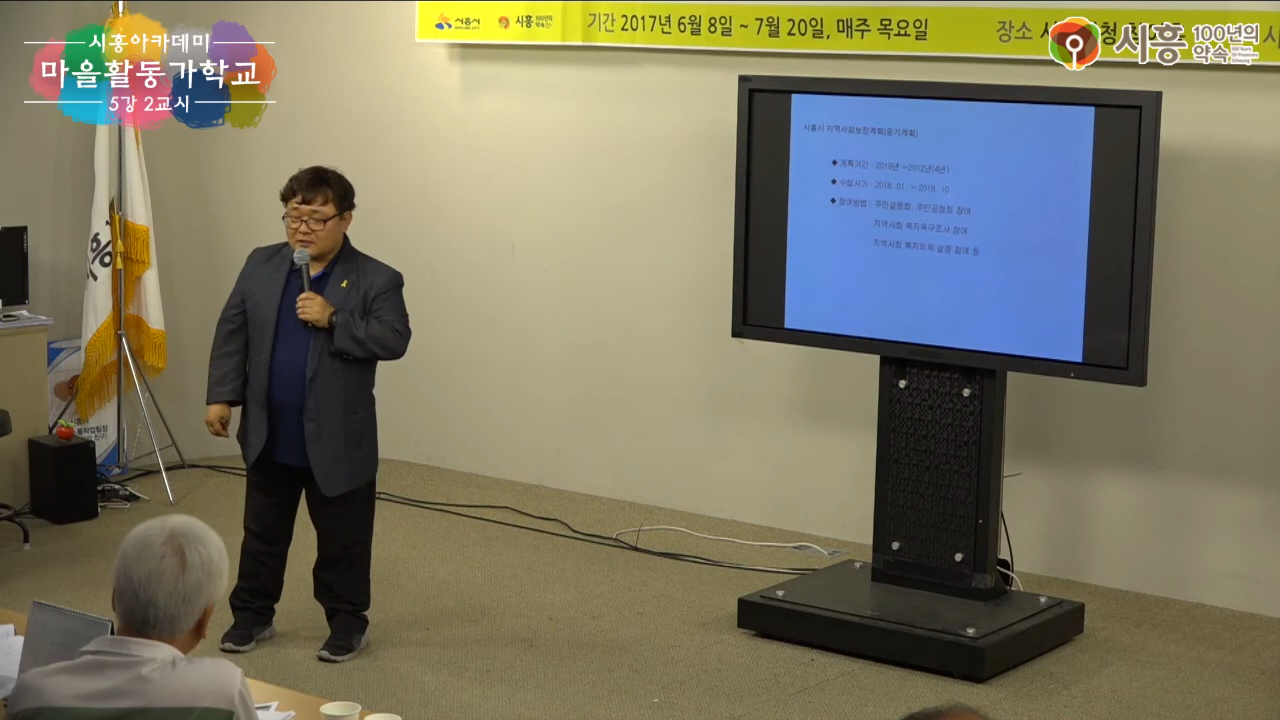 시흥아카데미
마을활동가학교
5강 2교시
시흥시
시흥 100년의 약속
기간 2017년 6월 8일 ~ 7월 20일, 매주 목요일
장소
시흥 100년의 약속
시흥시 지역사회보장계획(중기계획)
◆ 계획기간 : 2019년 ~2012년(4년)
◆ 수립시기 : 2018. 01. ~ 2018. 10
◆ 참여방법 : 주민설명회, 주민공청회 참여
지역사회 복지욕구조사 참여
지역사회 복지의제 설정 참여 등